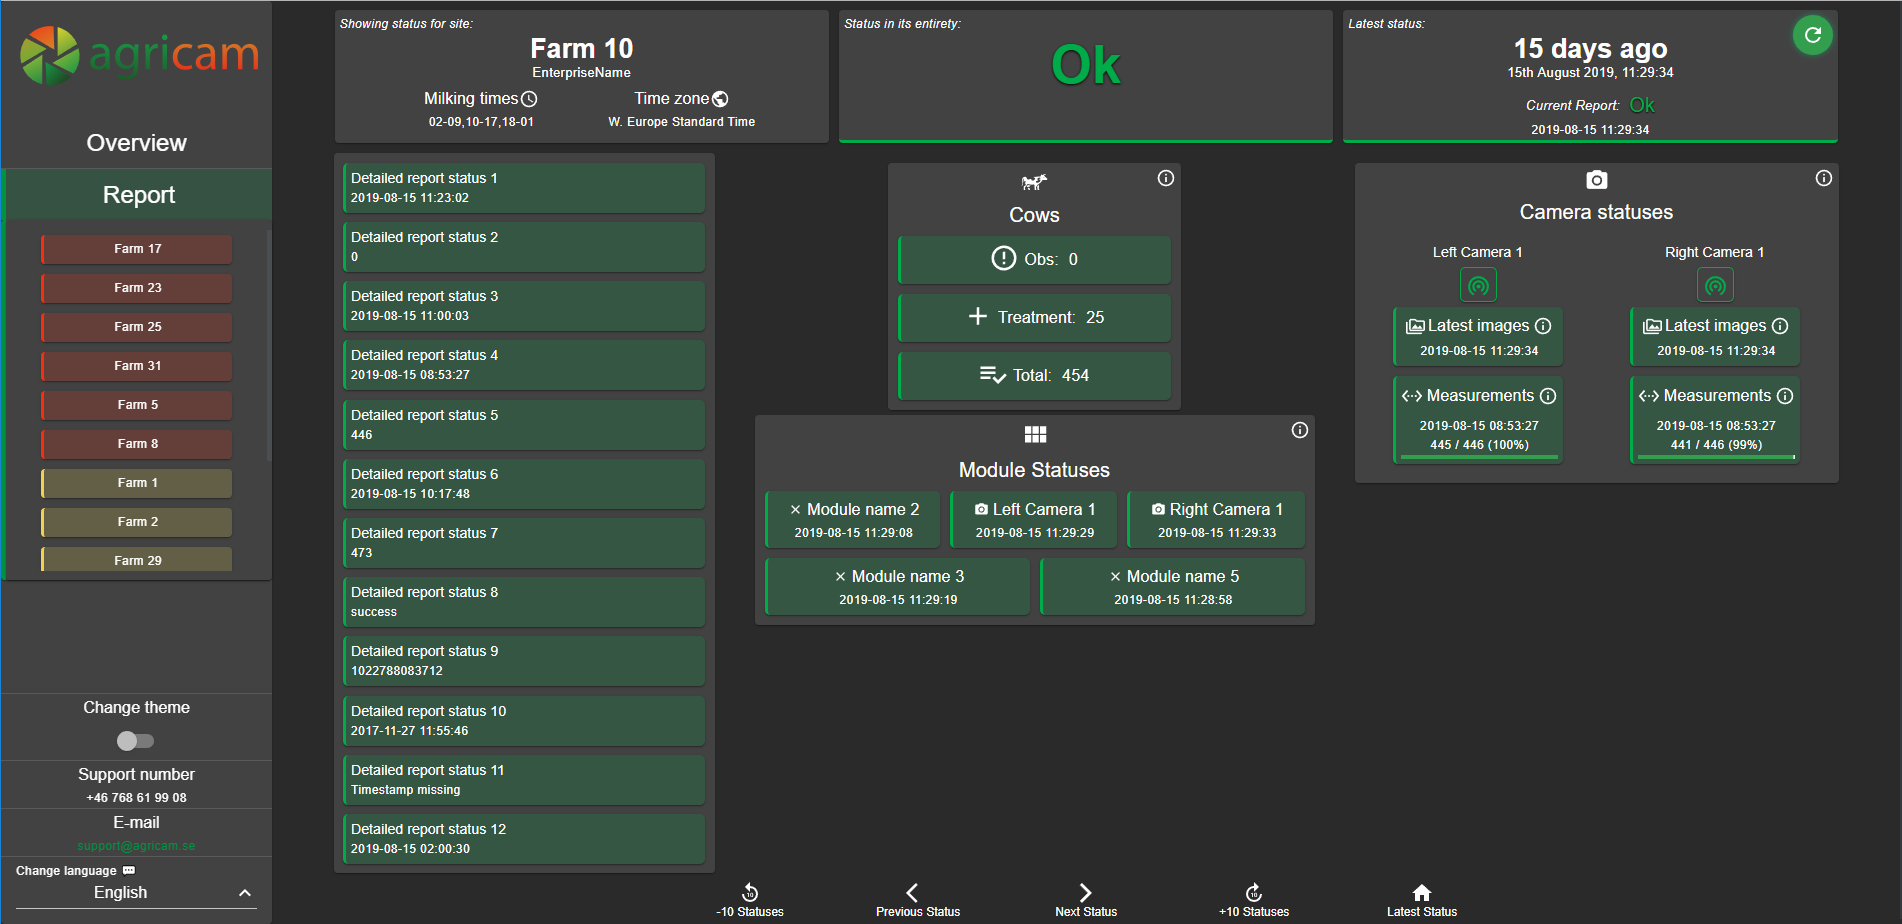 agricam
Overview
Report
Farm 17
Farm 23
Farm 25
Farm 31
Farm 5
Farm 8
Farm 1
Farm 2
Farm 29
Change theme
Support number
+46 768 61 99 08
E-mail
support@agricam.se
Change language
English
Showing status for site:
Farm 10
EnterpriseName
Milking times
02-09,10-17,18-01
Time zone
W. Europe Standard Time
Status in its entirety:
Ok
Latest status:
15 days ago
15th August 2019, 11:29:34
Current Report: Ok
2019-08-15 11:29:34
Detailed report status 1
2019-08-15 11:23:02
Detailed report status 2
0
Detailed report status 3
2019-08-15 11:00:03
Detailed report status 4
2019-08-15 08:53:27
Detailed report status 5
446
Detailed report status 6
2019-08-15 10:17:48
Detailed report status 7
473
Detailed report status 8
success
Detailed report status 9
1022788083712
Detailed report status 10
2017-11-27 11:55:46
Detailed report status 11
Timestamp missing
Detailed report status 12
2019-08-15 02:00:30
Cows
Obs: 0
Treatment: 25
Total: 454
Module Statuses
Module name 2
2019-08-15 11:29:08
Left Camera 1
2019-08-15 11:29:29
Right Camera 1
2019-08-15 11:29:33
Module name 3
2019-08-15 11:29:19
Module name 5
2019-08-15 11:28:58
Camera statuses
Left Camera 1
Latest images
2019-08-15 11:29:34
Measurements
2019-08-15 08:53:27
445 / 446 (100%)
Right Camera 1
Latest images
2019-08-15 11:29:34
Measurements
2019-08-15 08:53:27
441 / 446 (99%)
10
-10 Statuses
Previous Status
Next Status
10
+10 Statuses
Latest Status